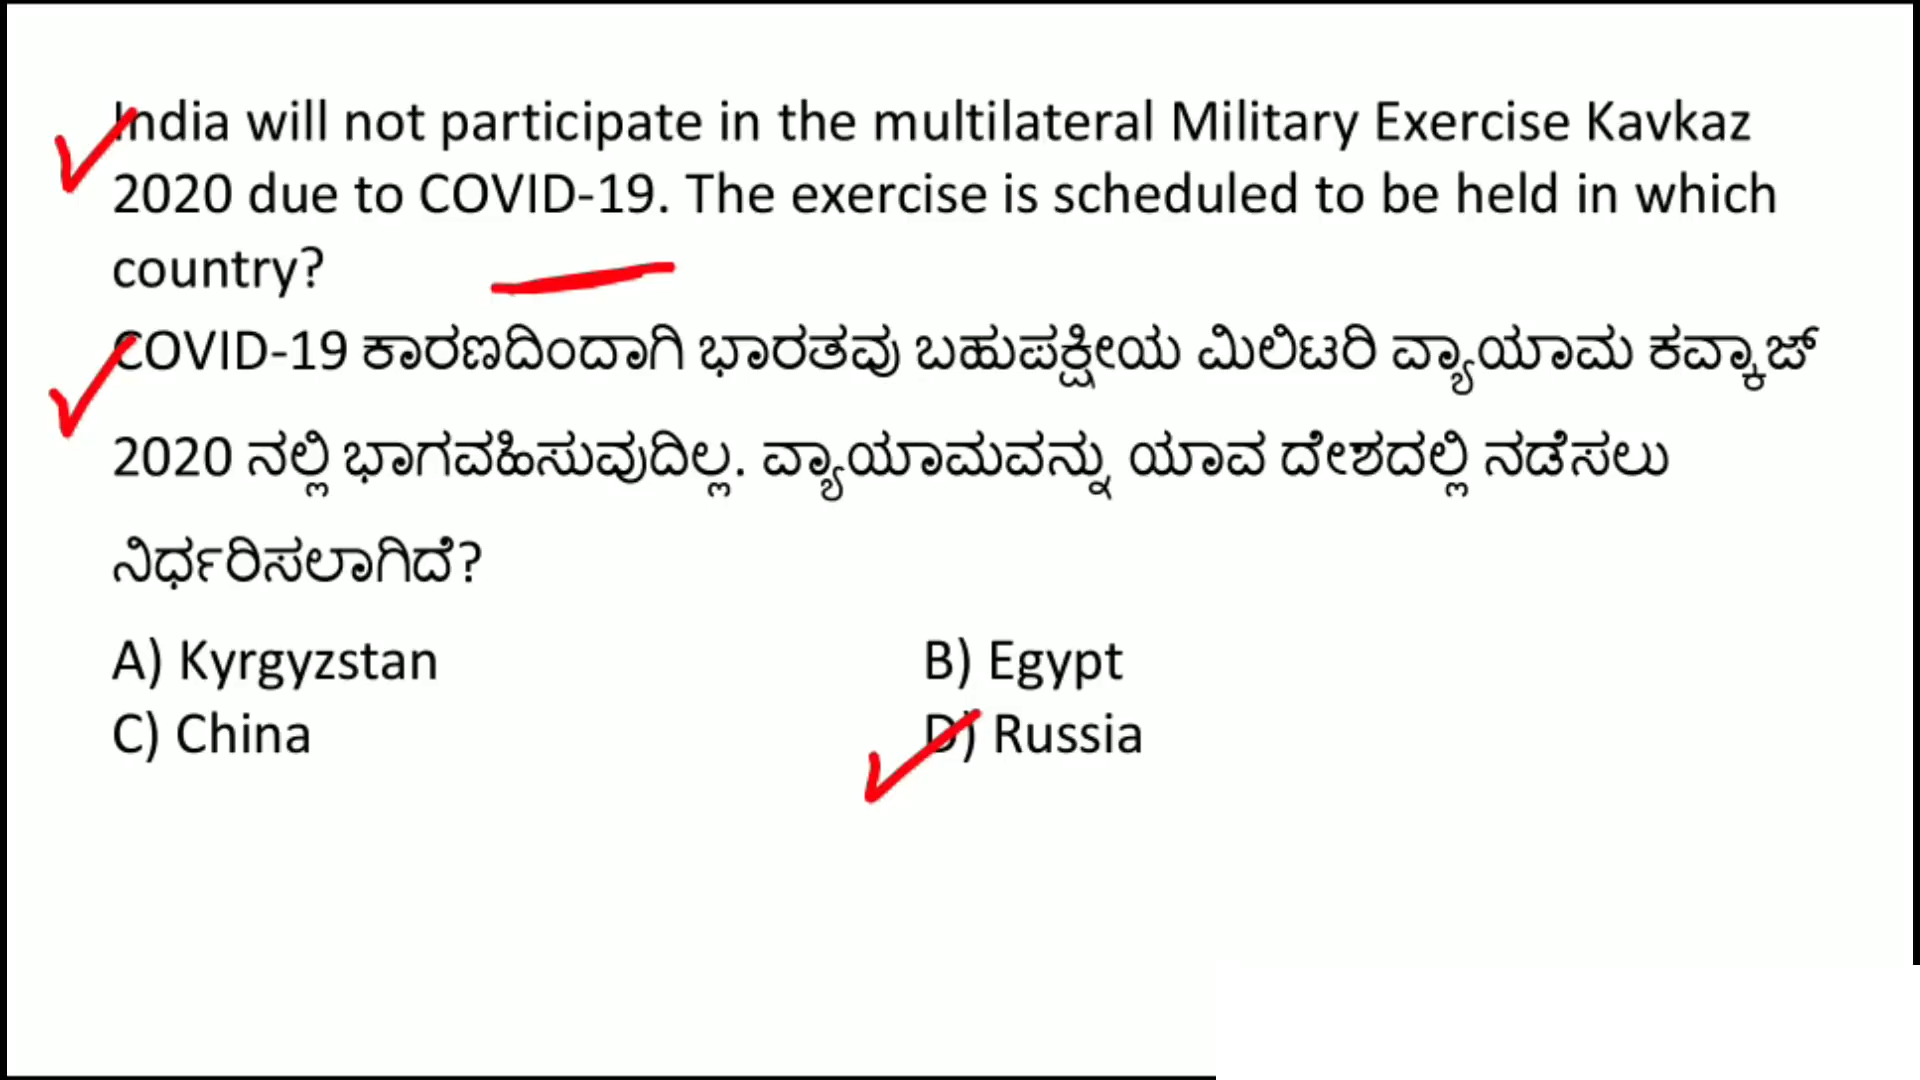 India will not participate in the multilateral Military Exercise Kavkaz
2020 due to COVID-19. The exercise is scheduled to be held in which
country?
COVID-19 ಕಾರಣದಿಂದಾಗಿ ಭಾರತವು ಬಹುಪಕ್ಷೀಯ ಮಿಲಿಟರಿ ವ್ಯಾಯಾಮ ಕವ್ಕಾಜ್
2020 ನಲ್ಲಿ ಭಾಗವಹಿಸುವುದಿಲ್ಲ. ವ್ಯಾಯಾಮವನ್ನು ಯಾವ ದೇಶದಲ್ಲಿ ನಡೆಸಲು
ನಿರ್ಧರಿಸಲಾಗಿದೆ?
A) Kyrgyzstan B) Egypt
C) China D) Russia